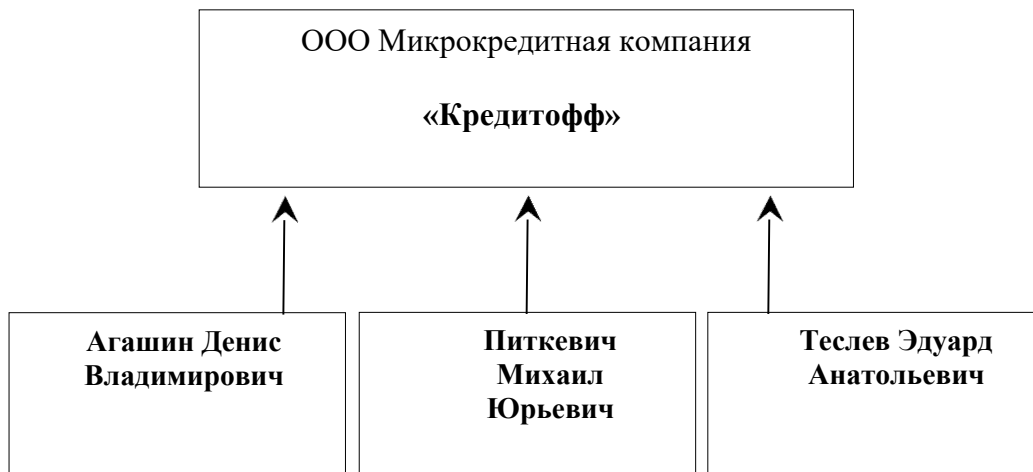 ООО Микрокредитная компания
«Кредитофф»
Агашин Денис
Владимирович
Питкевич
Михаил
Юрьевич
Теслев Эдуард
Анатольевич